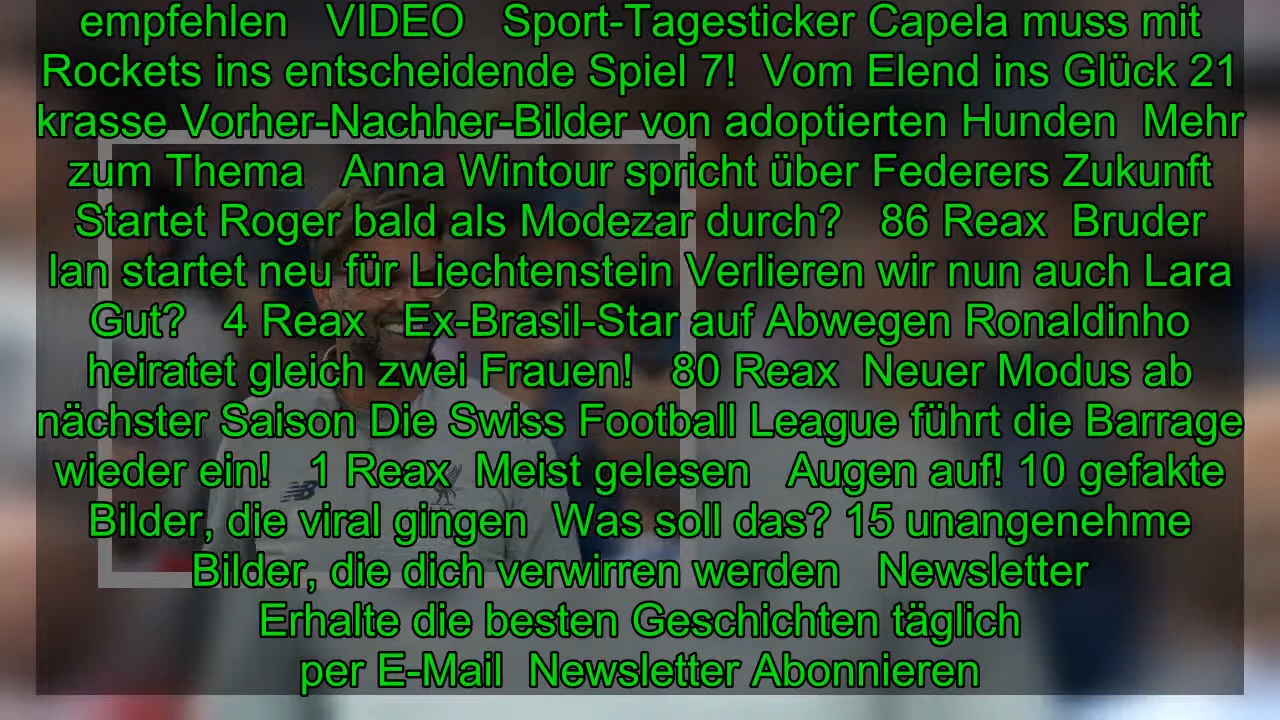 empfehlen VIDEO Sport-Tagesticker Capela muss mit
Rockets ins entscheidende Spiel 7! Vom Elend ins Glück 21
krasse Vorher-Nachher-Bilder von adoptierten Hunden Mehr
zum Thema Anna Wintour spricht über Federers Zukunft
Startet Roger bald als Modezar durch? 86 Reax Bruder
Ian startet neu für Liechtenstein Verlieren wir nun auch Lara
Gut? 4 Reax Ex-Brasil-Star auf Abwegen Ronaldinho
heiratet gleich zwei Frauen! 80 Reax Neuer Modus ab
nächster Saison Die Swiss Football League führt die Barrage
wieder ein! 1 Reax Meist gelesen Augen auf! 10 gefakte
Bilder, die viral gingen Was soll das? 15 unangenehme
Bilder, die dich verwirren werden Newsletter
Erhalte die besten Geschichten täglich
per E-Mail Newsletter Abonnieren